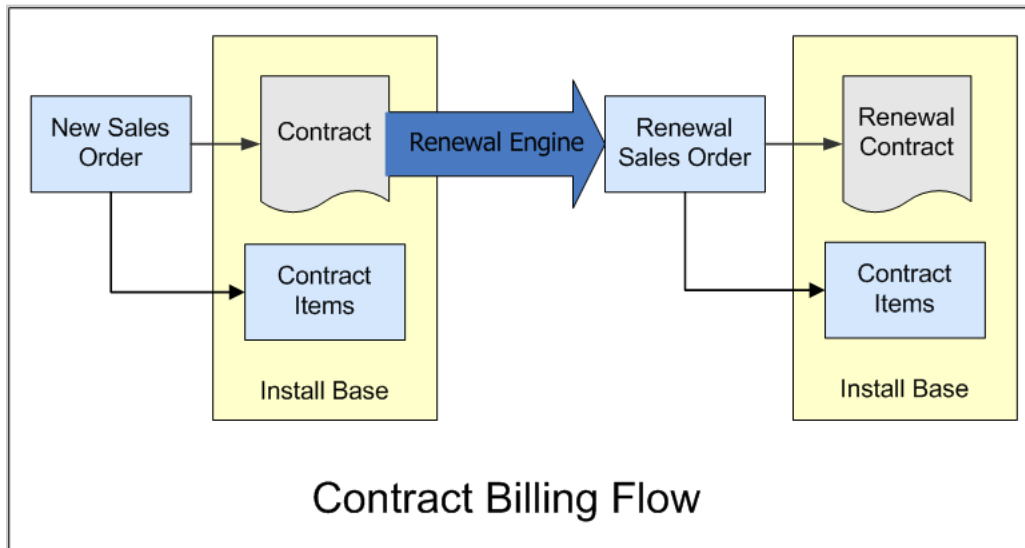 New Sales
Order
Contract
Renewal Engine
Renewal
Sales Order
Renewal
Contract
Contract
Items
Contract
Items
Install Base
Install Base
Contract Billing Flow